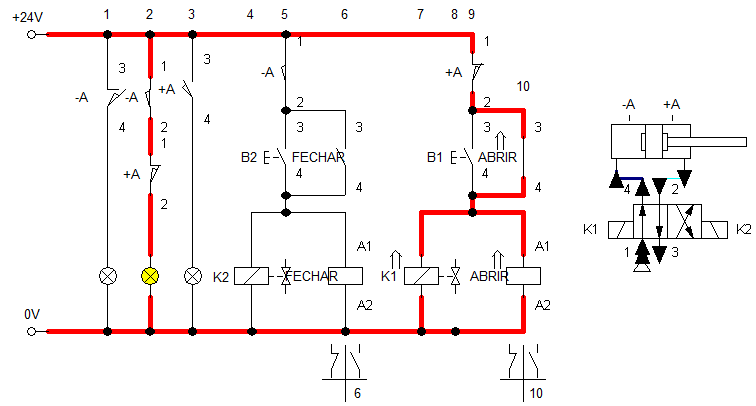 +24V 1 2 3 4 5 6 7 8 9
1 1
3 1 3
-A -A +A -A +A 10
4 2 4 2 2
1 3 3 3 3
B2 FECHAR B1 ABRIR
+A 4 4
2 4 4
A1 A1
K2 FECHAR K1 ABRIR
A2 A2
0V
6 10
-A +A
4 2
K1 K2
1 3